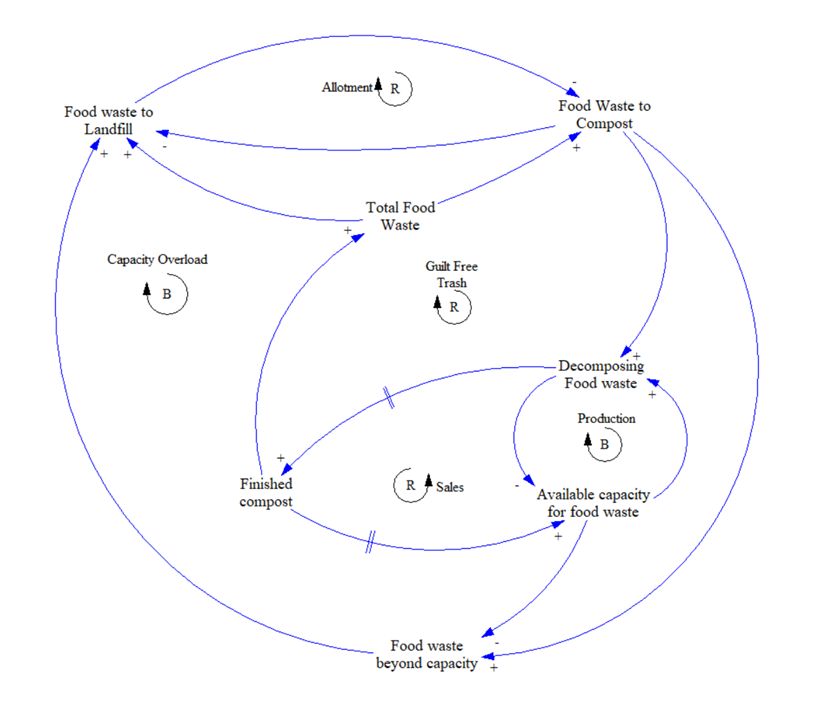 -
Allotment
R
Food waste to
Landfill
Food Waste to
Compost
+
+
-
+
Total Food
Waste
+
Capacity Overload
B
Guilt Free
Trash
R
+
Decomposing
Food waste
+
Production
B
+
Finished
compost
R
Sales
-
Available capacity
for food waste
+
Food waste
beyond capacity
-
+